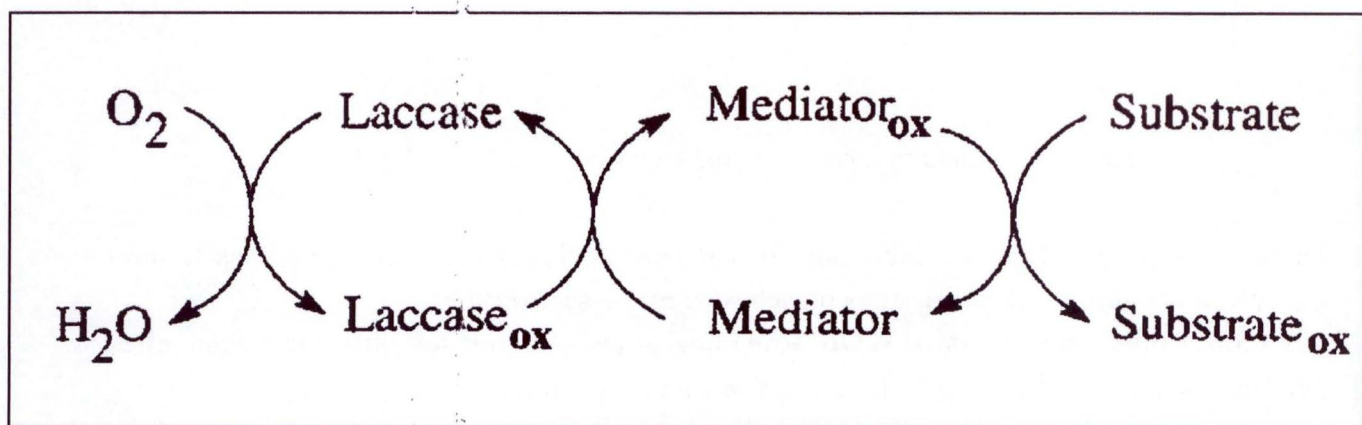 O₂ Laccase Mediatorox Substrate
H₂O Laccaseox Mediator Substrateox